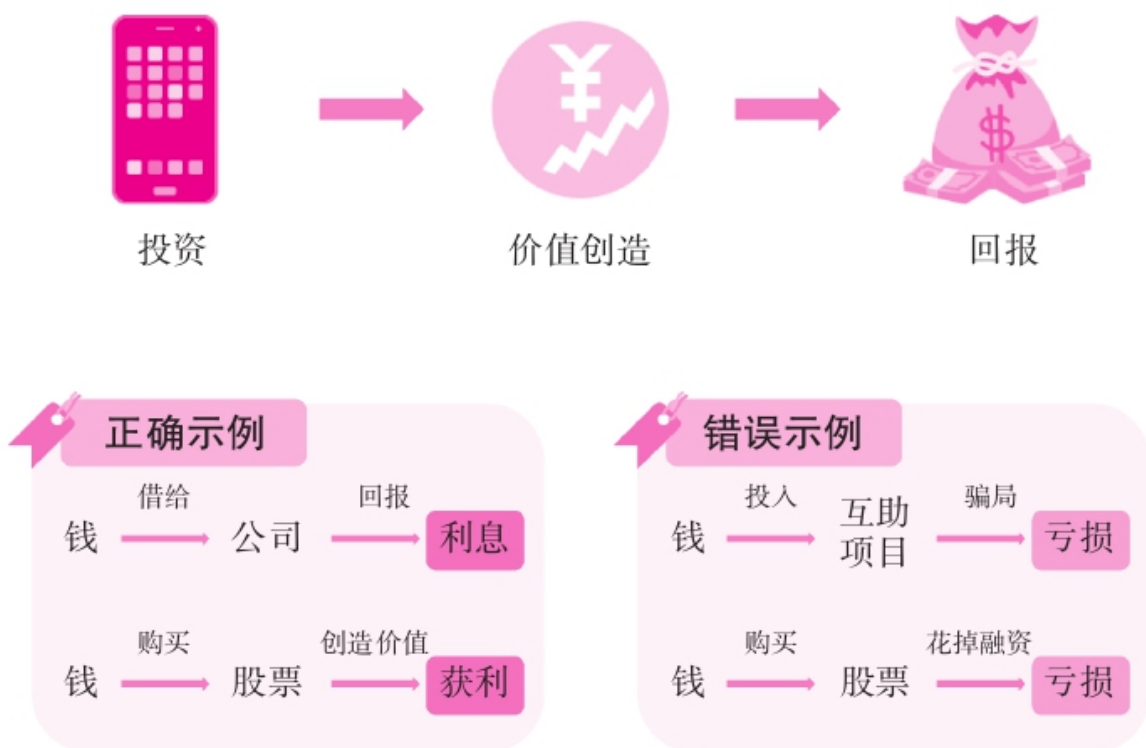 ¥
$
投资
价值创造
回报
正确示例
借给
回报
钱
公司
利息
购买
创造价值
钱
股票
获利
错误示例
投入
骗局
钱
互助
项目
亏损
购买
花掉融资
钱
股票
亏损